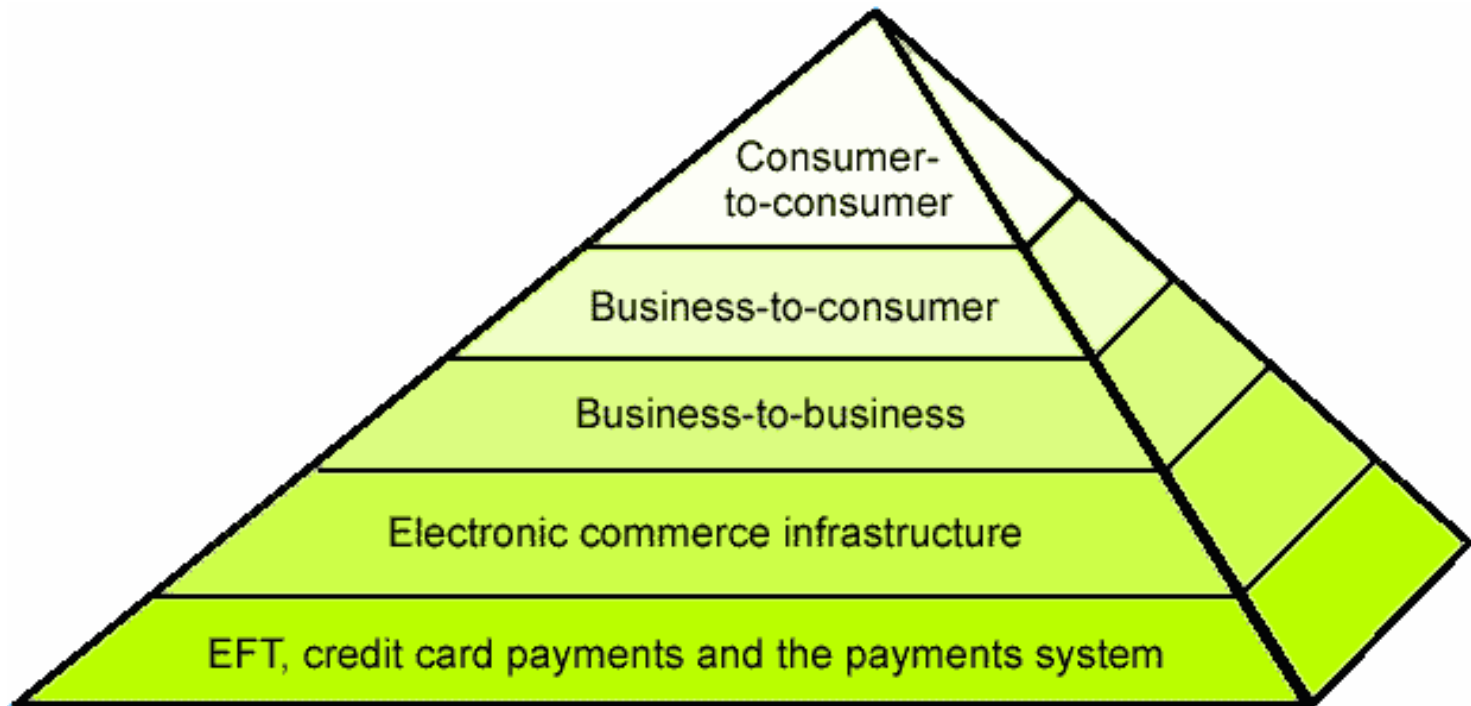 Consumer-
to-consumer
Business-to-consumer
Business-to-business
Electronic commerce infrastructure
EFT, credit card payments and the payments system